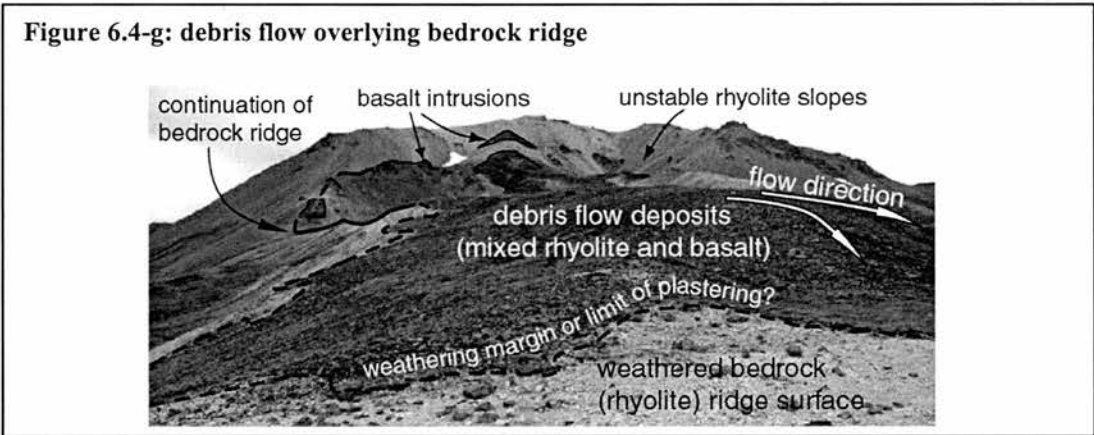 Figure 6.4-g: debris flow overlying bedrock ridge
continuation of
bedrock ridge
basalt intrusions
unstable rhyolite slopes
flow direction
debris flow deposits
(mixed rhyolite and basalt)
weathering margin or limit of plastering?
weathered bedrock
(rhyolite) ridge surface